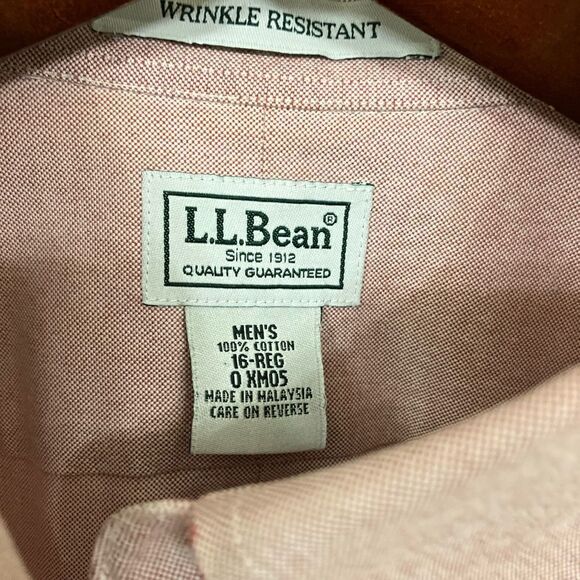 WRINKLE RESISTANT
L.L.Bean®
Since 1912
QUALITY GUARANTEED
MEN'S
100% COTTON
16-REG
0 XM05
MADE IN MALAYSIA
CARE ON REVERSE